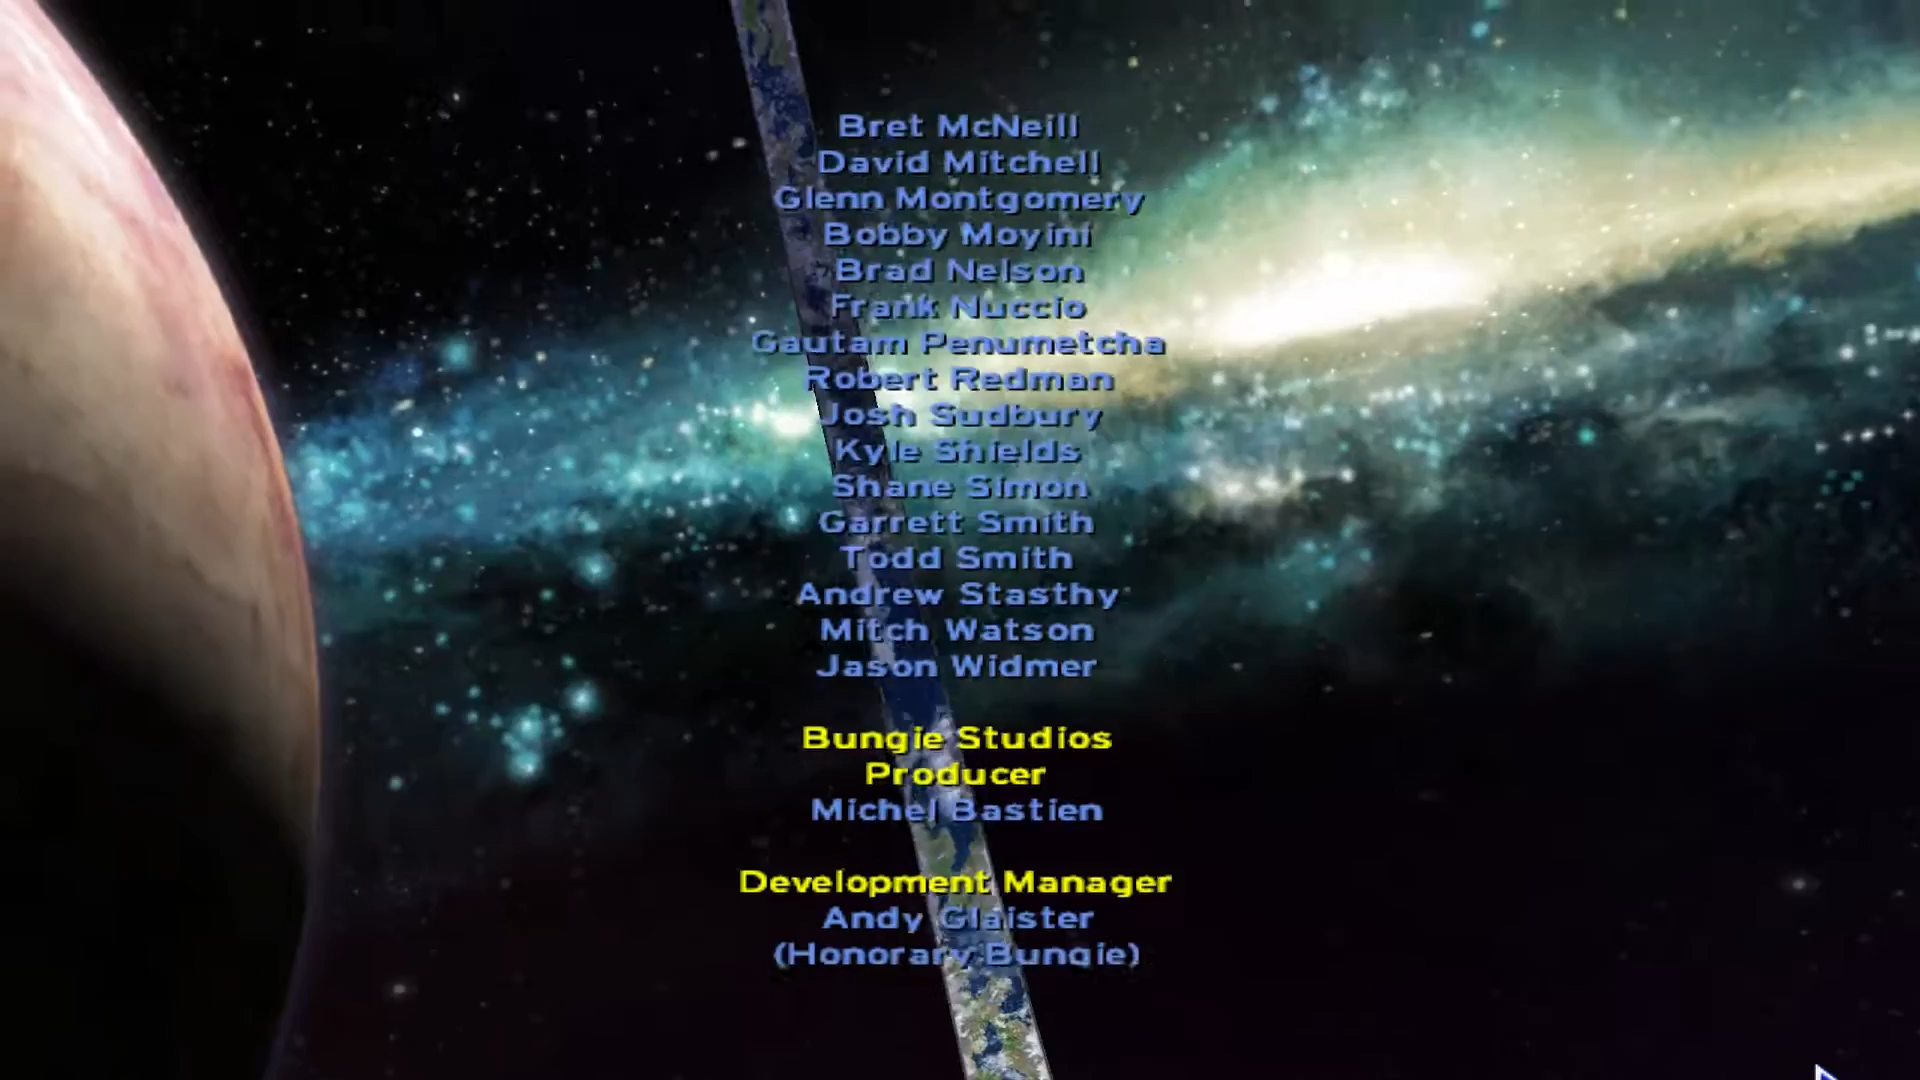 Bret McNeill
David Mitchell
Glenn Montgomery
Bobby Moyini
Brad Nelson
Frank Nuccio
Gautam Penumetcha
Robert Redman
Josh Sudbury
Kyle Shields
Shane Simon
Garrett Smith
Todd Smith
Andrew Stasthy
Mitch Watson
Jason Widmer
Bungie Studios
Producer
Michel Bastien
Development Manager
Andy Glaister
(Honorary Bungie)